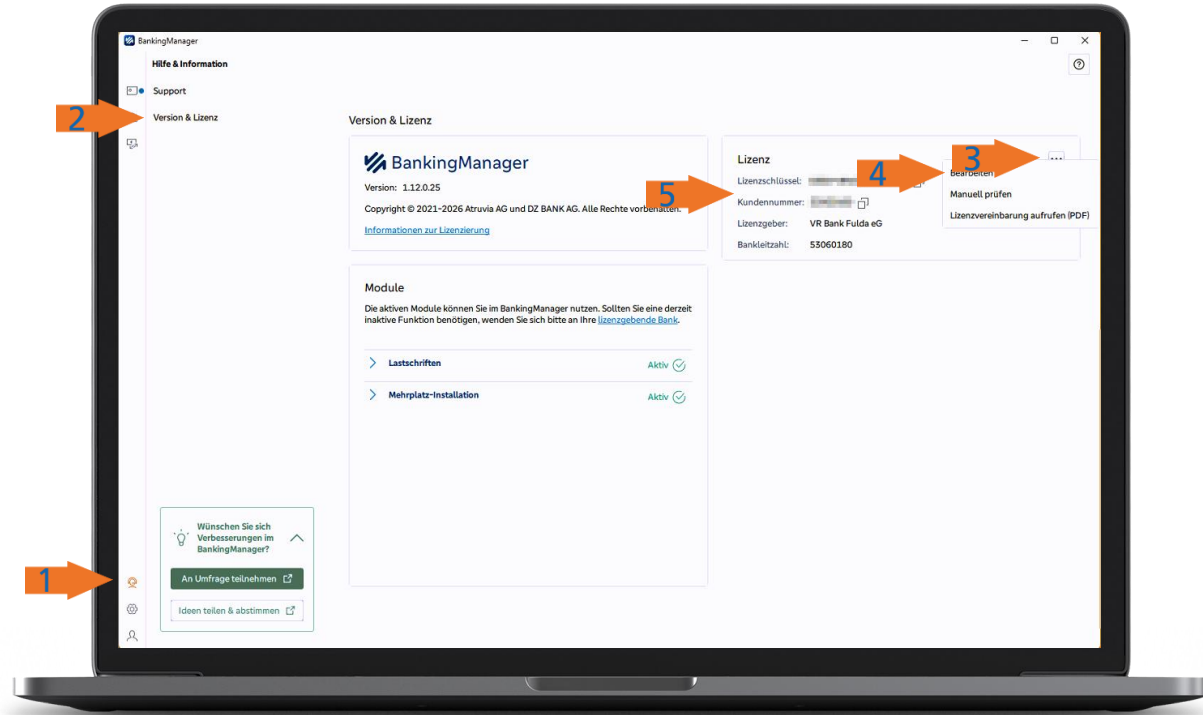 BankingManager
Hilfe & Information
Support
2
Version & Lizenz
Version & Lizenz
BankingManager
Version: 1.12.0.25
Copyright © 2021-2026 Atruvia AG und DZ BANK AG. Alle Rechte vorbehalten.
Informationen zur Lizenzierung
Lizenz
Lizenzschlüssel:
Kundennummer:
Lizenzgeber: VR Bank Fulda eG
Bankleitzahl: 53060180
3
4
5
Bearbeiten
Manuell prüfen
Lizenzvereinbarung aufrufen (PDF)
Module
Die aktiven Module können Sie im BankingManager nutzen. Sollten Sie eine derzeit
inaktive Funktion benötigen, wenden Sie sich bitte an Ihre lizenzgebende Bank.
Lastschriften Aktiv
Mehrplatz-Installation Aktiv
Wünschen Sie sich
Verbesserungen im
BankingManager?
1
An Umfrage teilnehmen
Ideen teilen & abstimmen